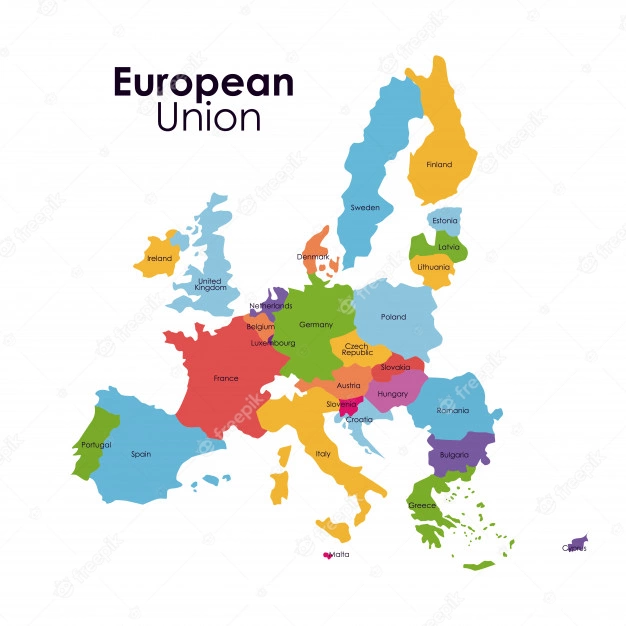 European
Union
Finland
Sweden
Estonia
Latvia
Lithuania
Ireland
United
Kingdom
Denmark
Netherlands
Belgium
Luxembourg
Germany
Poland
Czech
Republic
Slovakia
France
Austria
Hungary
Slovenia
Croatia
Romania
Portugal
Spain
Italy
Bulgaria
Greece
Malta
Cyprus
freepik